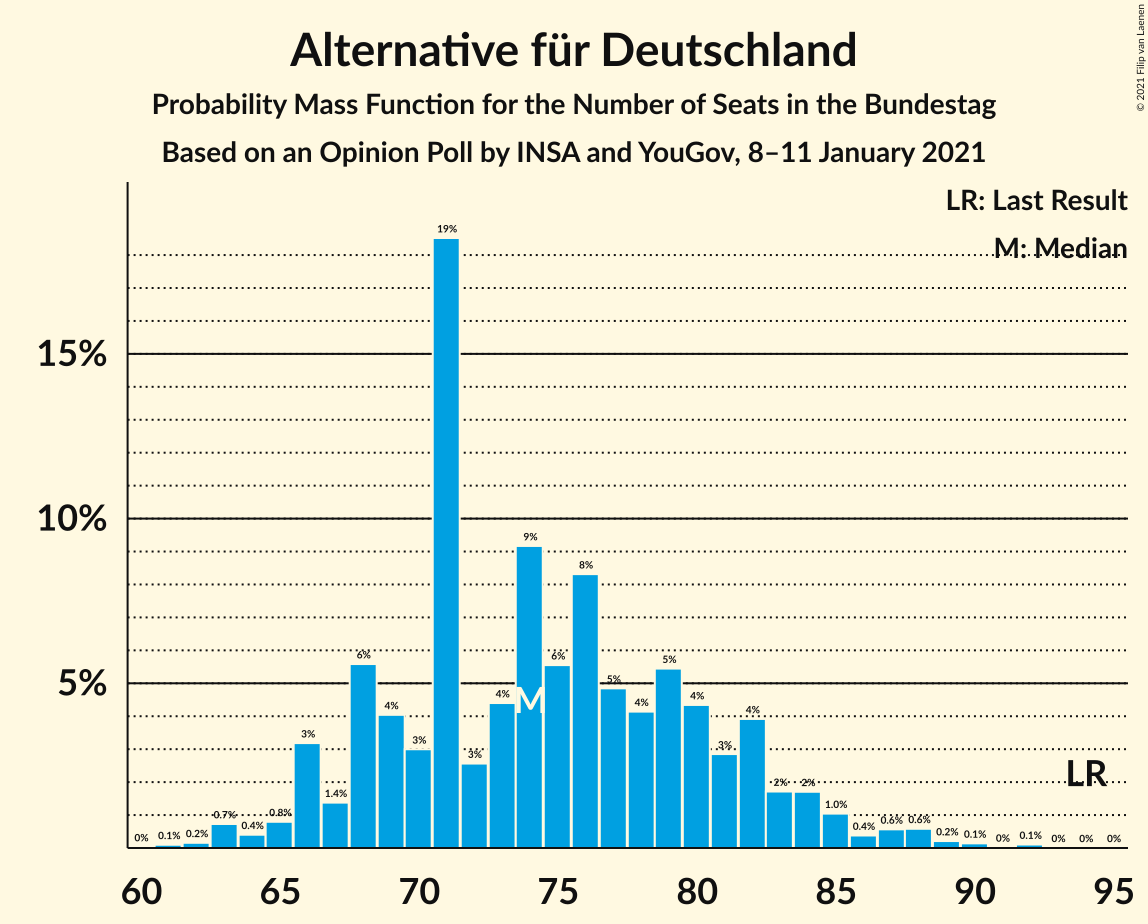 Alternative für Deutschland
Probability Mass Function for the Number of Seats in the Bundestag
Based on an Opinion Poll by INSA and YouGov, 8–11 January 2021
© 2021 Filip van Laenen
LR: Last Result
M: Median
15%
10%
5%
0% 0.1% 0.2% 0.7% 0.4% 0.8% 3% 1.4% 6% 4% 3% 19% 3% 4% 9% 6% 8% 5% 4% 5% 4% 3% 4% 2% 2% 1.0% 0.4% 0.6% 0.6% 0.2% 0.1% 0% 0.1% 0% 0% 0%
M
LR
60 65 70 75 80 85 90 95